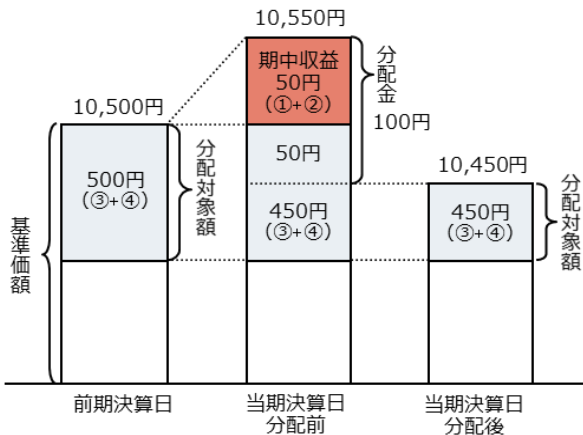 10,550円
期中収益
50円
(①+②)
分配金
100円
10,500円
50円
10,450円
500円
(③+④)
分配対象額
450円
(③+④)
450円
(③+④)
分配対象額
基準価額
前期決算日
当期決算日
分配前
当期決算日
分配後